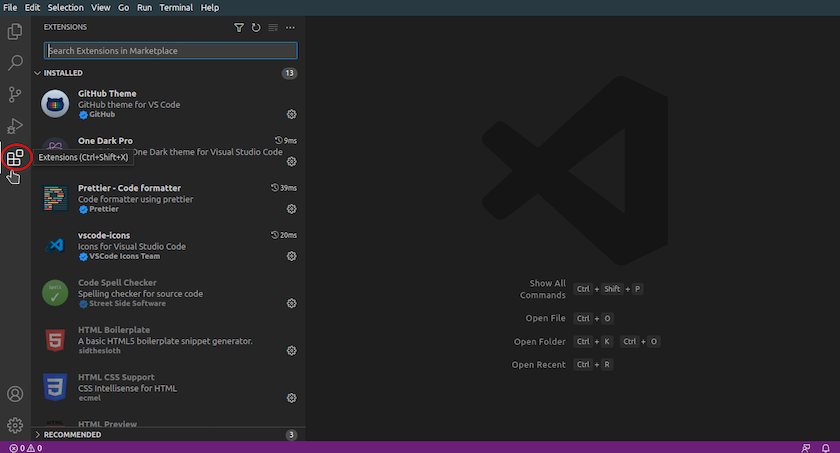 File Edit Selection View Go Run Terminal Help
EXTENSIONS
Search Extensions in Marketplace
INSTALLED 13
GitHub Theme
GitHub theme for VS Code
GitHub
One Dark Pro 9ms
One Dark theme for Visual Studio Code
Extensions (Ctrl+Shift+X)
Prettier - Code formatter 39ms
Code formatter using prettier
Prettier
vscode-icons 20ms
Icons for Visual Studio Code
VSCode Icons Team
Code Spell Checker
Spelling checker for source code
Street Side Software
HTML Boilerplate
A basic HTML5 boilerplate snippet generator.
sidthesloth
HTML CSS Support
CSS Intellisense for HTML
ecmel
HTML Preview
RECOMMENDED 3
Show All
Commands Ctrl + Shift + P
Open File Ctrl + O
Open Folder Ctrl + K Ctrl + O
Open Recent Ctrl + R
0 0